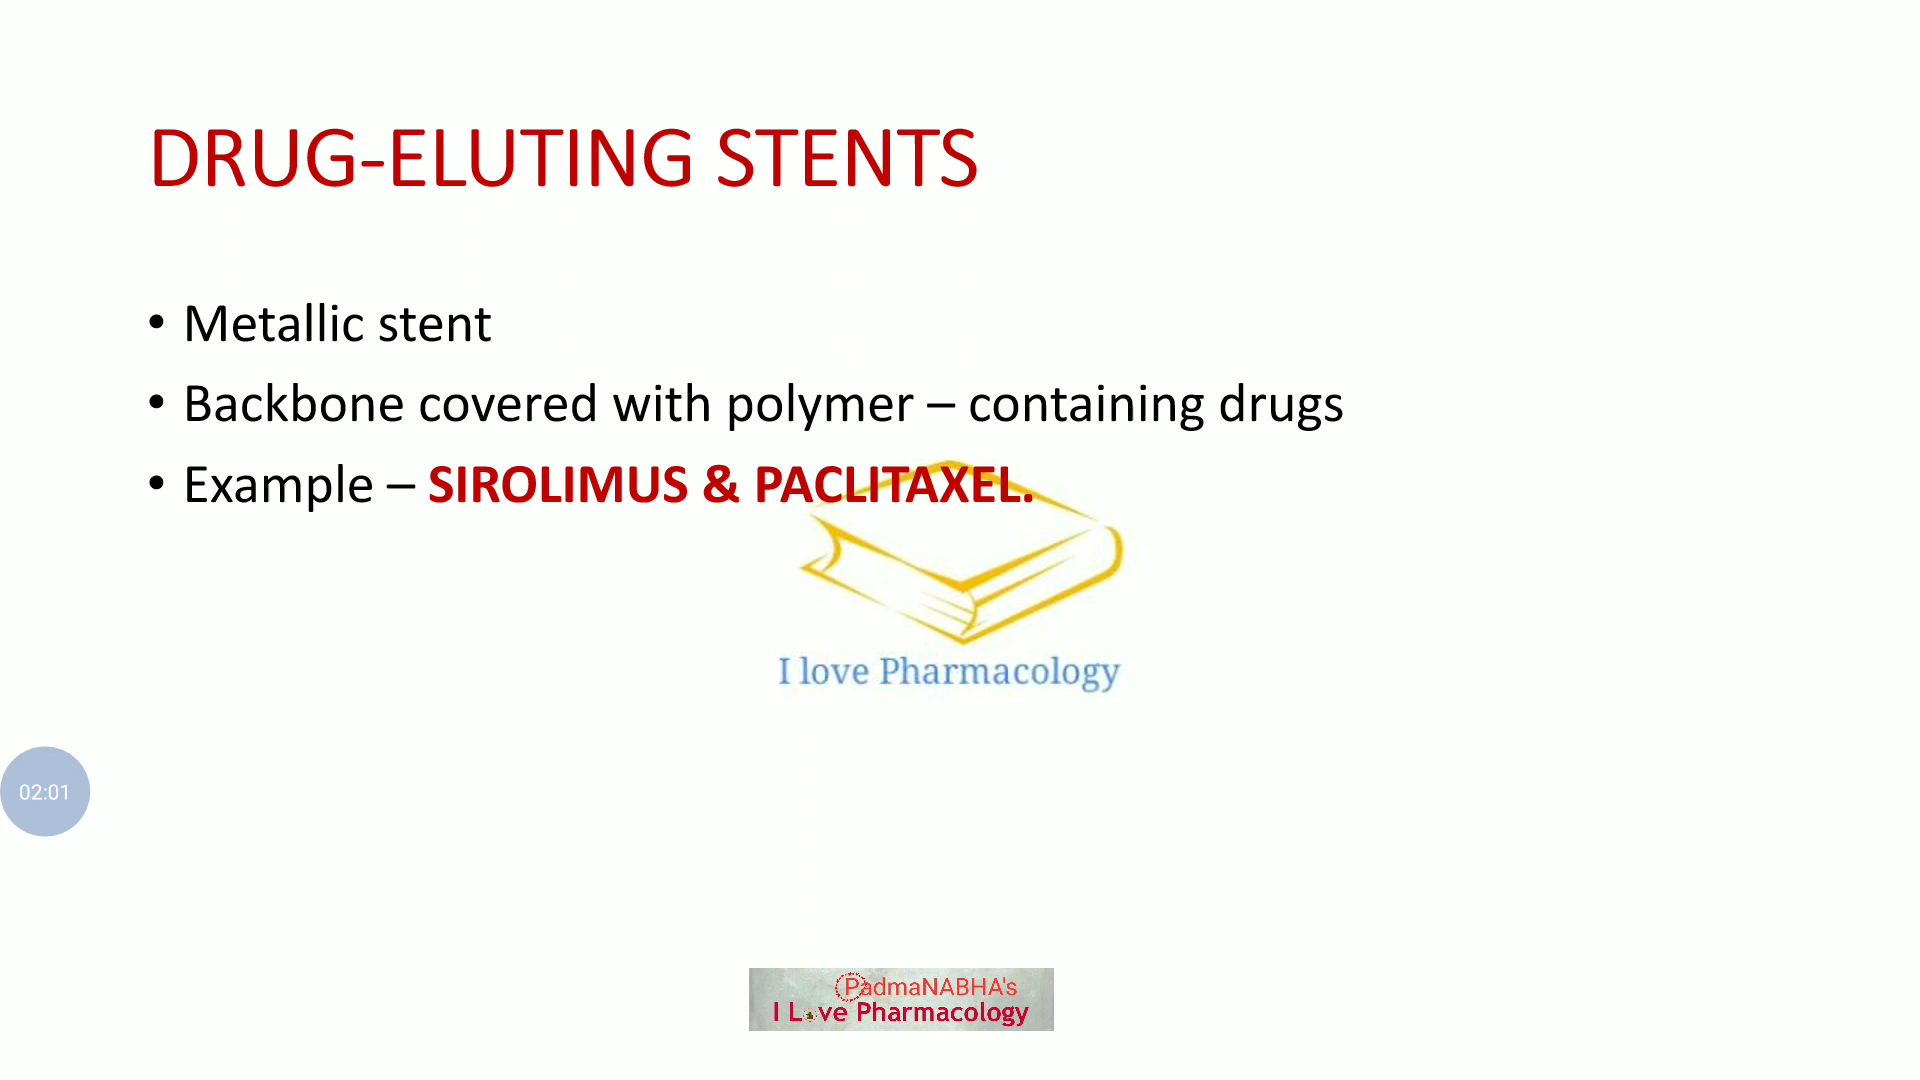 DRUG-ELUTING STENTS
• Metallic stent
• Backbone covered with polymer – containing drugs
• Example – SIROLIMUS & PACLITAXEL.
I love Pharmacology
02:01
PadmaNABHA's
I Love Pharmacology